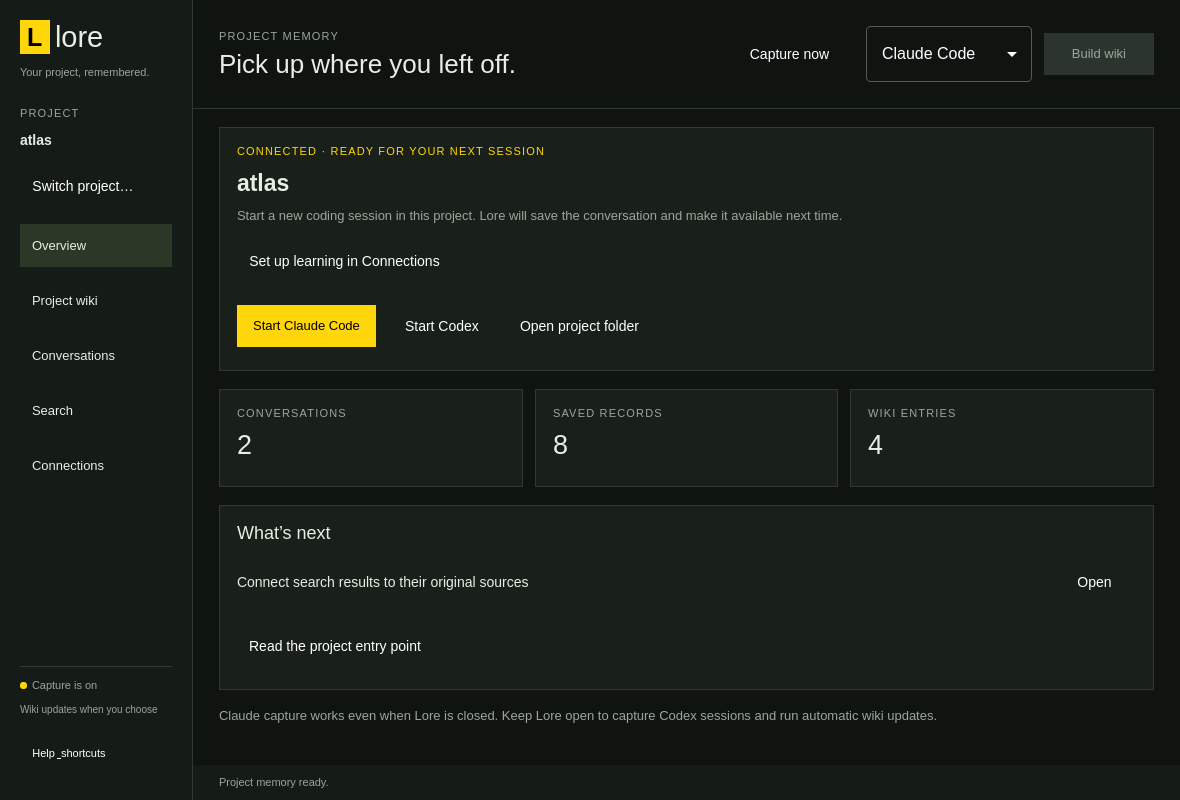 L lore
Your project, remembered.
PROJECT
atlas
Switch project…
Overview
Project wiki
Conversations
Search
Connections
Capture is on
Wiki updates when you choose
Help _shortcuts
PROJECT MEMORY
Pick up where you left off.
Capture now
Claude Code
Build wiki
CONNECTED · READY FOR YOUR NEXT SESSION
atlas
Start a new coding session in this project. Lore will save the conversation and make it available next time.
Set up learning in Connections
Start Claude Code
Start Codex
Open project folder
CONVERSATIONS
2
SAVED RECORDS
8
WIKI ENTRIES
4
What’s next
Connect search results to their original sources
Open
Read the project entry point
Claude capture works even when Lore is closed. Keep Lore open to capture Codex sessions and run automatic wiki updates.
Project memory ready.